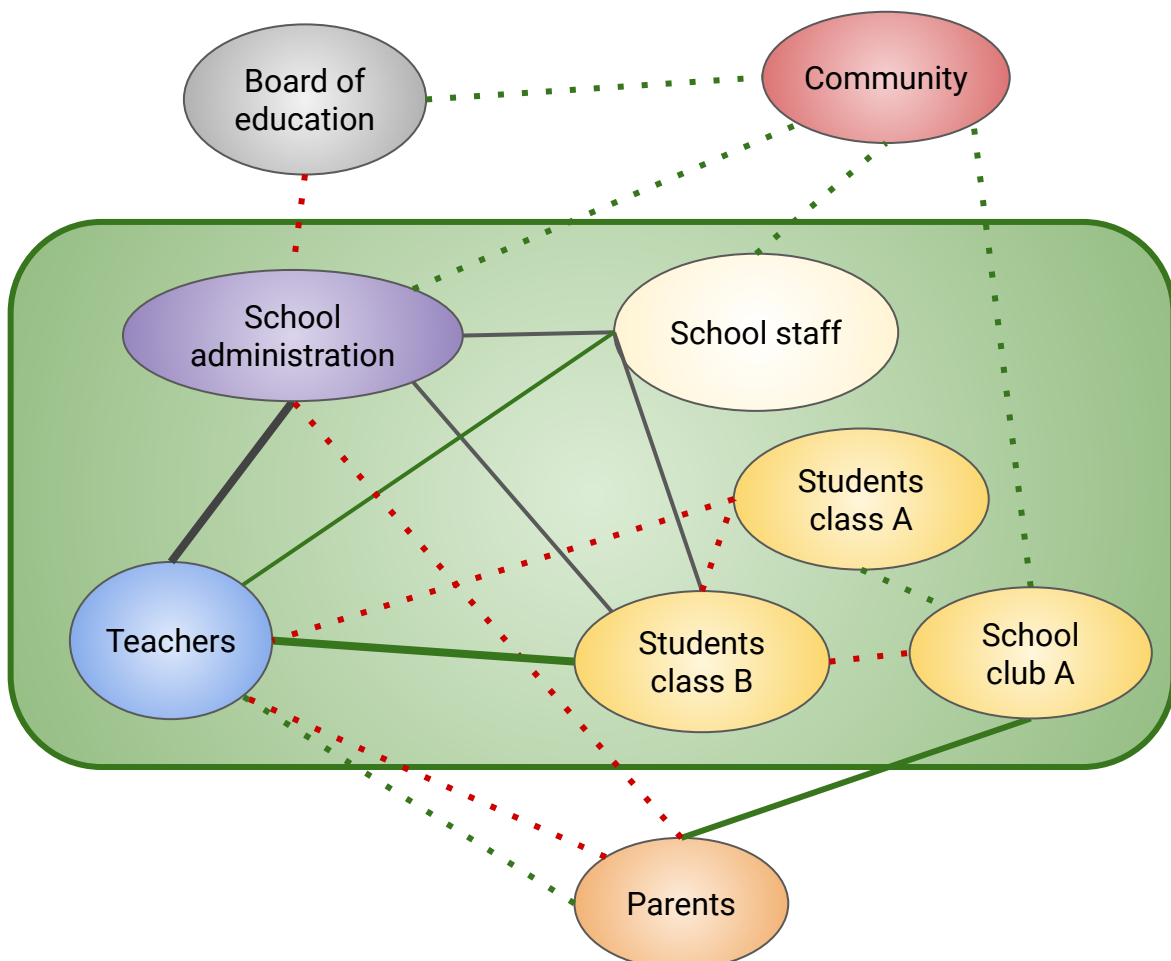 Board of
education
Community
School
administration
School staff
Students
class A
Teachers
Students
class B
School
club A
Parents